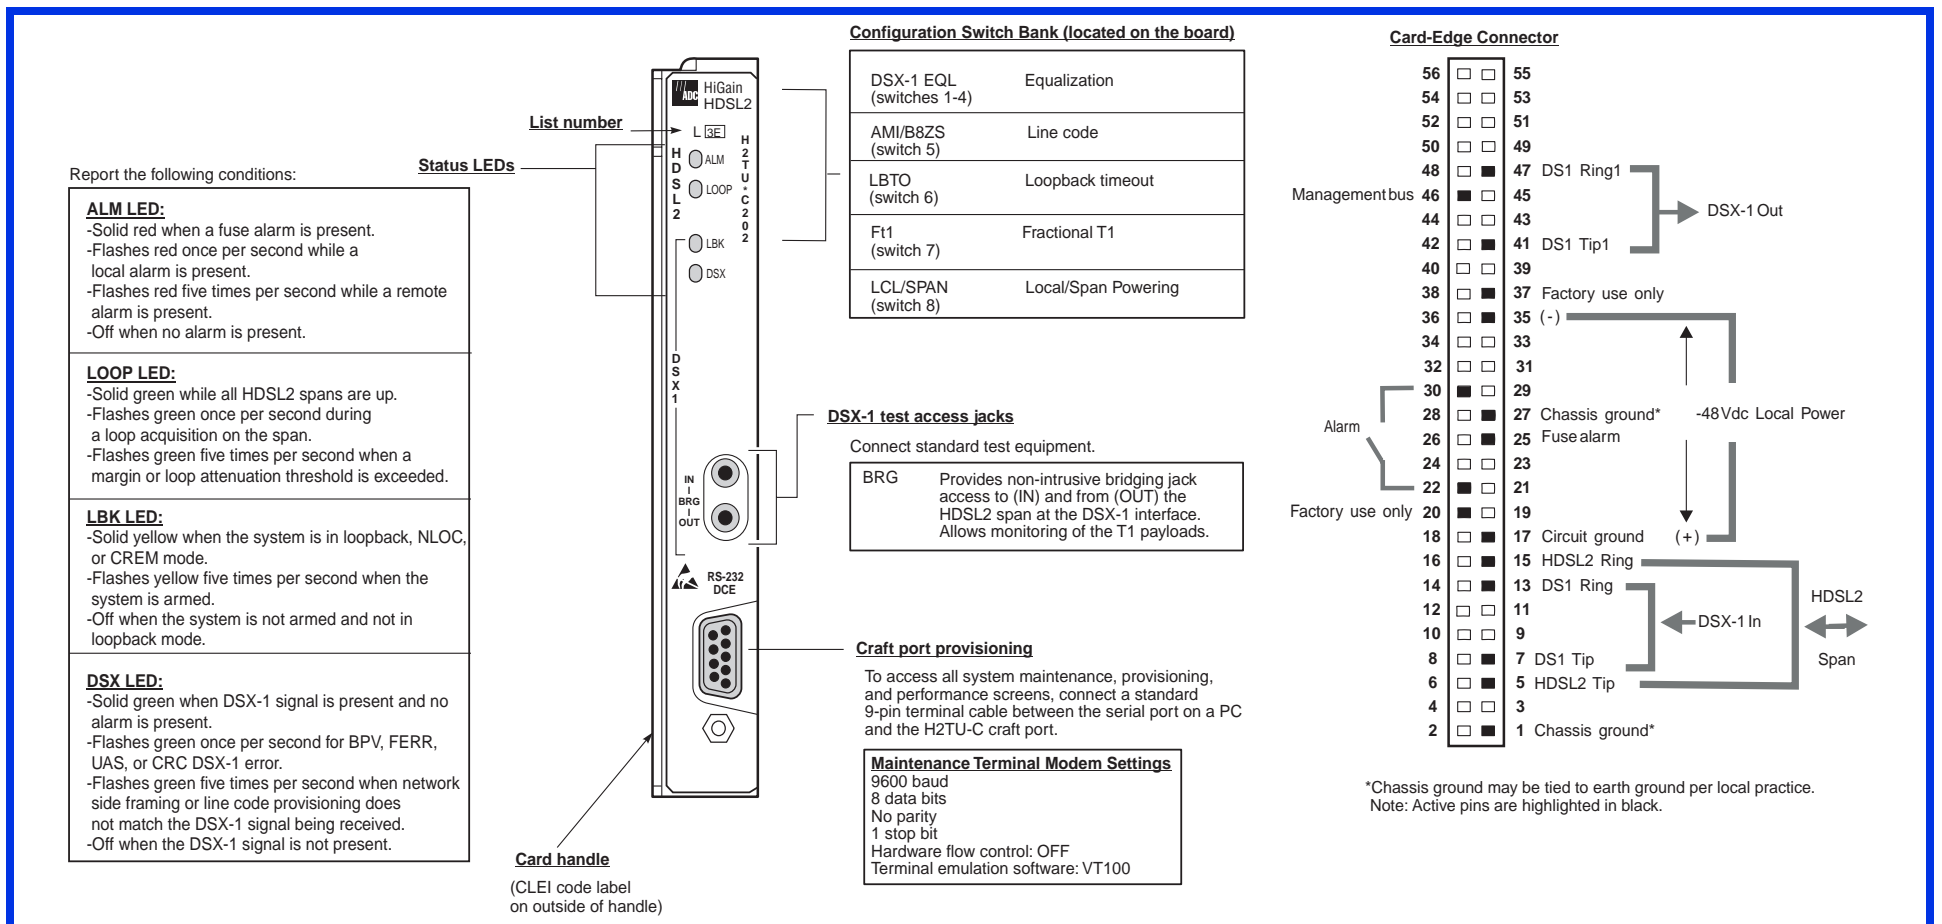 Report the following conditions:
ALM LED:
-Solid red when a fuse alarm is present.
-Flashes red once per second while a
local alarm is present.
-Flashes red five times per second while a remote
alarm is present.
-Off when no alarm is present.
LOOP LED:
-Solid green while all HDSL2 spans are up.
-Flashes green once per second during
a loop acquisition on the span.
-Flashes green five times per second when a
margin or loop attenuation threshold is exceeded.
LBK LED:
-Solid yellow when the system is in loopback, NLOC,
or CREM mode.
-Flashes yellow five times per second when the
system is armed.
-Off when the system is not armed and not in
loopback mode.
DSX LED:
-Solid green when DSX-1 signal is present and no
alarm is present.
-Flashes green once per second for BPV, FERR,
UAS, or CRC DSX-1 error.
-Flashes green five times per second when network
side framing or line code provisioning does
not match the DSX-1 signal being received.
-Off when the DSX-1 signal is not present.
List number
Status LEDs
Card handle
(CLEI code label
on outside of handle)
ADC
HiGain
HDSL2
L 3E
HDSL2
H2TU*C202
ALM
LOOP
LBK
DSX
DSX1
IN
BRG
OUT
RS-232
DCE
Configuration Switch Bank (located on the board)
DSX-1 EQL Equalization
(switches 1-4)
AMI/B8ZS Line code
(switch 5)
LBTO Loopback timeout
(switch 6)
Ft1 Fractional T1
(switch 7)
LCL/SPAN Local/Span Powering
(switch 8)
DSX-1 test access jacks
Connect standard test equipment.
BRG Provides non-intrusive bridging jack
access to (IN) and from (OUT) the
HDSL2 span at the DSX-1 interface.
Allows monitoring of the T1 payloads.
Craft port provisioning
To access all system maintenance, provisioning,
and performance screens, connect a standard
9-pin terminal cable between the serial port on a PC
and the H2TU-C craft port.
Maintenance Terminal Modem Settings
9600 baud
8 data bits
No parity
1 stop bit
Hardware flow control: OFF
Terminal emulation software: VT100
Card-Edge Connector
56 55
54 53
52 51
50 49
48 47 DS1 Ring1
Management bus 46 45
44 43
42 41 DS1 Tip1
40 39
38 37 Factory use only
36 35 (-)
34 33
32 31
30 29
28 27 Chassis ground*
26 25 Fuse alarm
24 23
22 21
Factory use only 20 19
18 17 Circuit ground (+)
16 15 HDSL2 Ring
14 13 DS1 Ring
12 11
10 9
8 7 DS1 Tip
6 5 HDSL2 Tip
4 3
2 1 Chassis ground*
DSX-1 Out
Alarm
-48 Vdc Local Power
DSX-1 In
HDSL2
Span
*Chassis ground may be tied to earth ground per local practice.
Note: Active pins are highlighted in black.